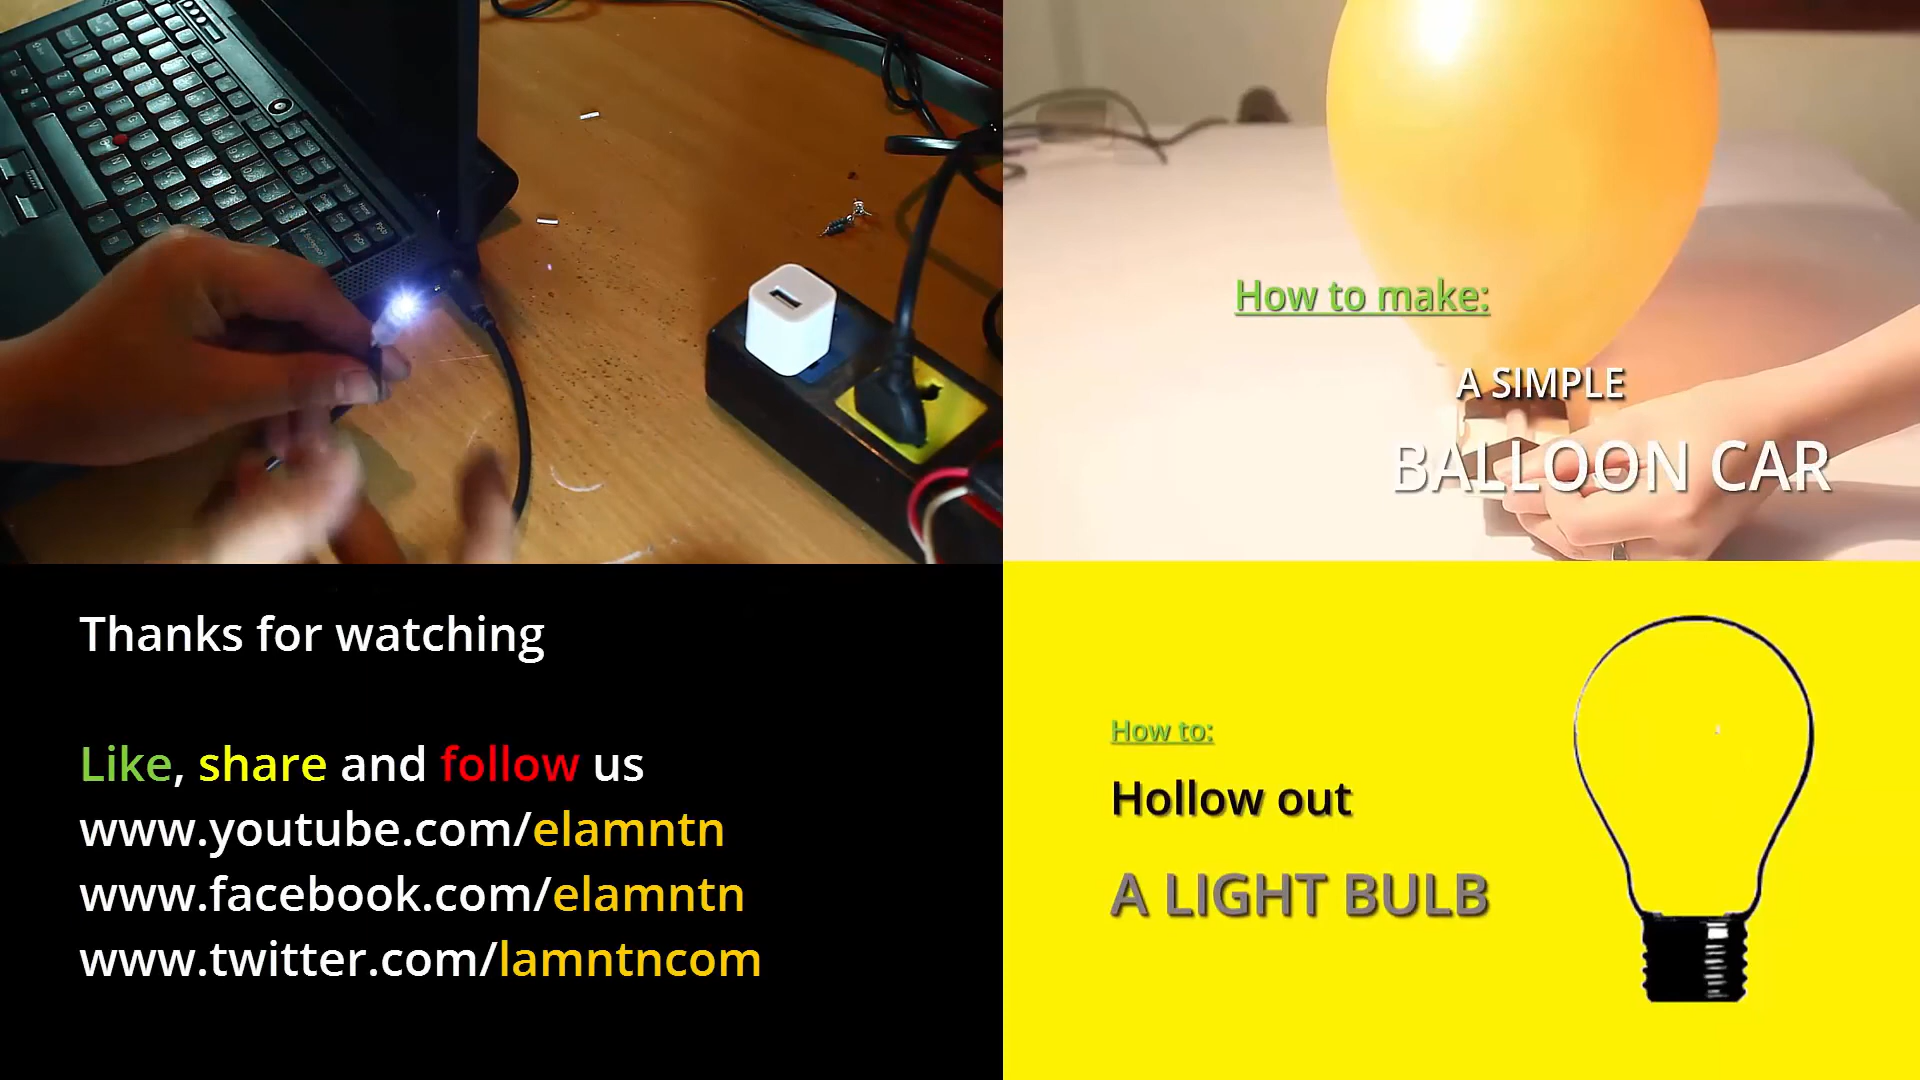 How to make:
A SIMPLE
BALLOON CAR
Thanks for watching
Like, share and follow us
www.youtube.com/elamntn
www.facebook.com/elamntn
www.twitter.com/lamntncom
How to:
Hollow out
A LIGHT BULB